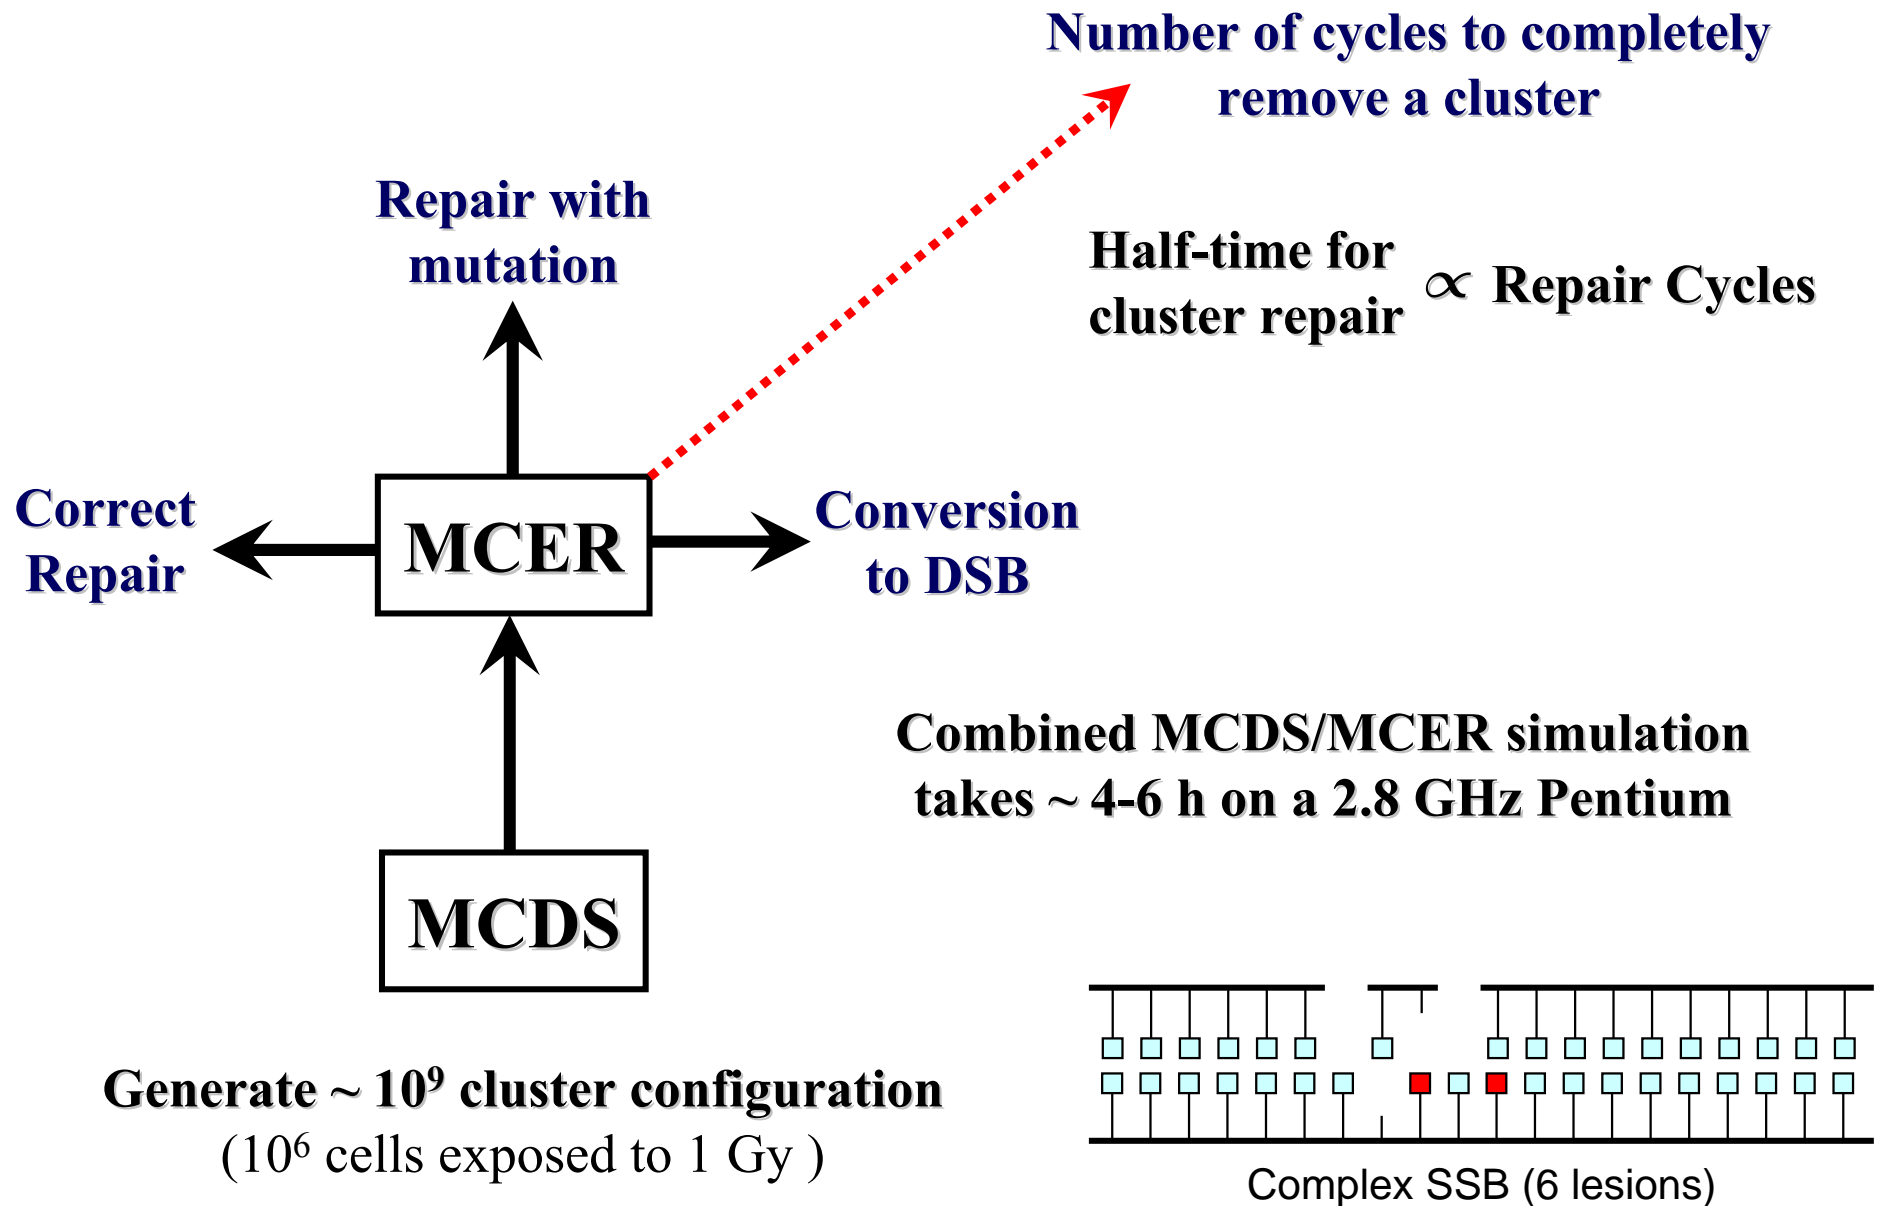 Number of cycles to completely
remove a cluster
Repair with
mutation
Half-time for
cluster repair
∝ Repair Cycles
Correct
Repair
MCER
Conversion
to DSB
Combined MCDS/MCER simulation
takes ~ 4-6 h on a 2.8 GHz Pentium
MCDS
Generate ~ 10⁹ cluster configuration
(10⁶ cells exposed to 1 Gy )
Complex SSB (6 lesions)